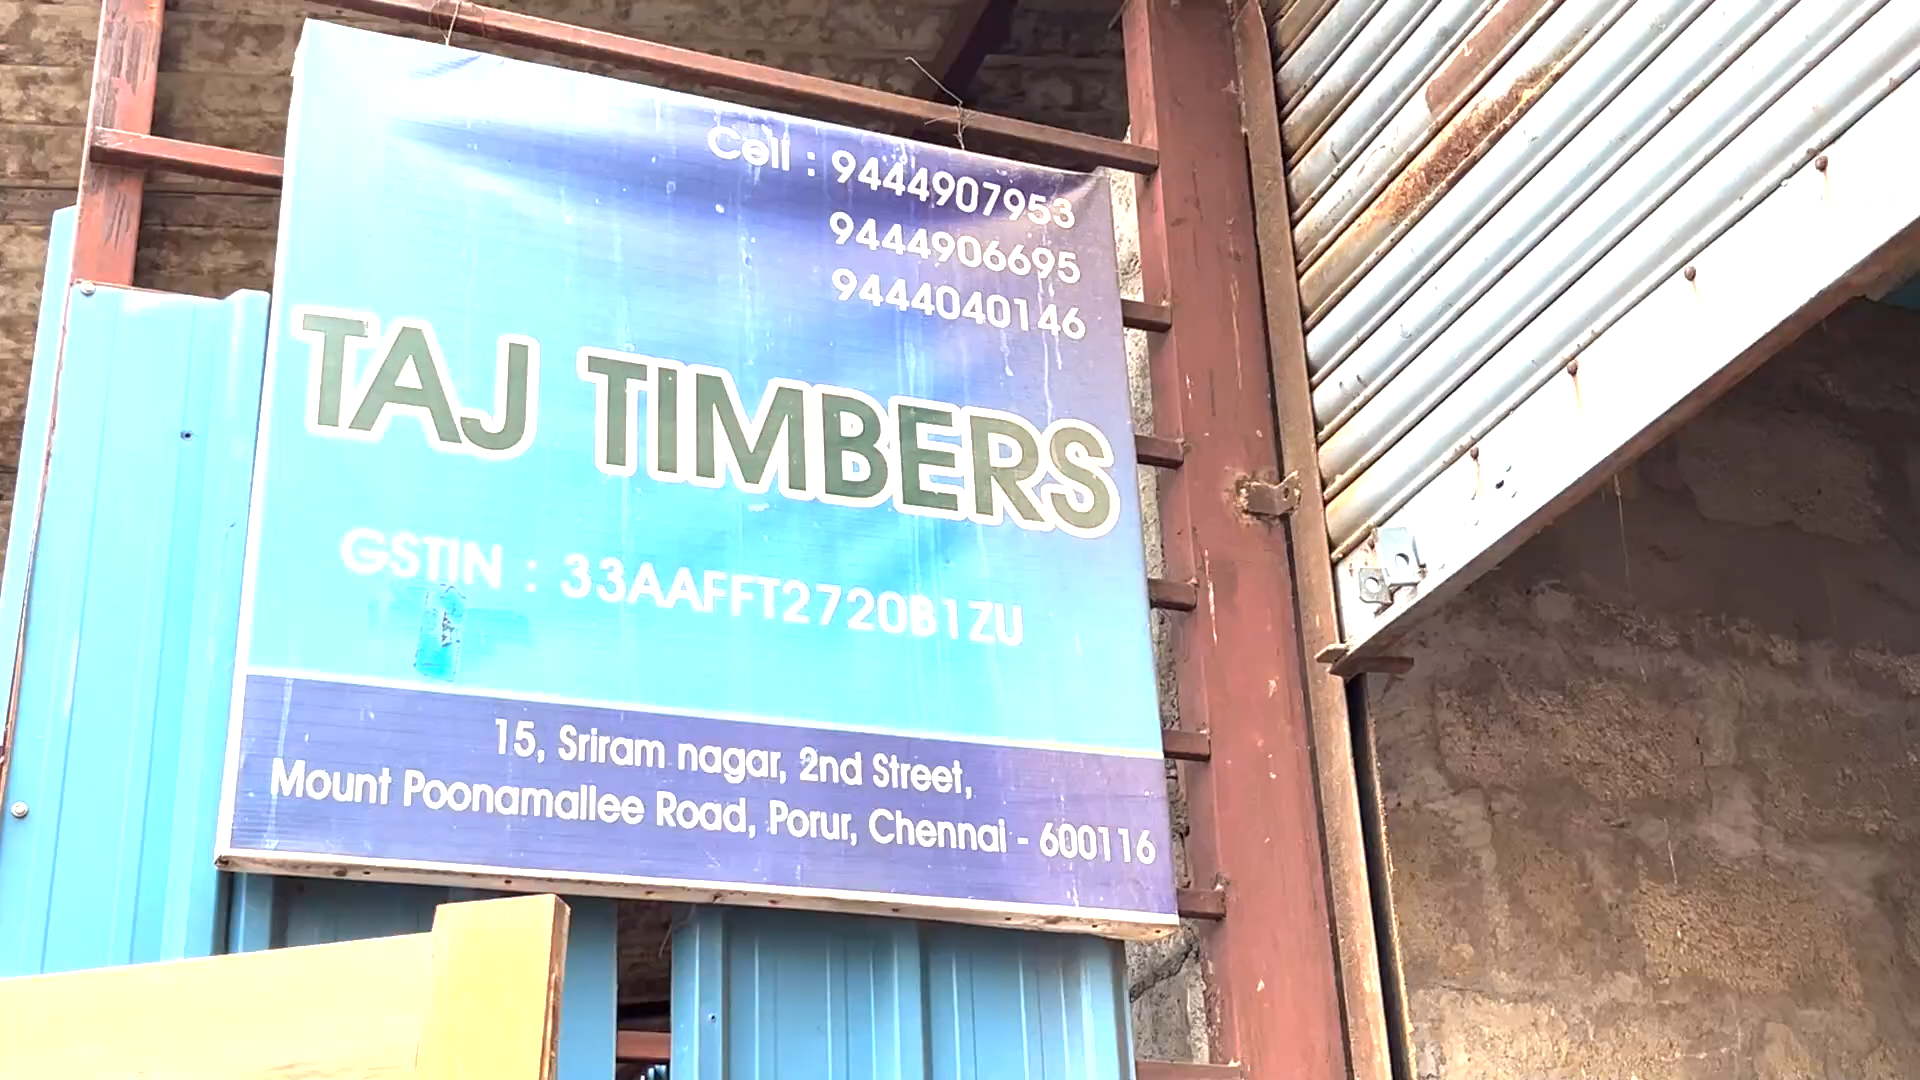 Cell : 9444907953
9444906695
9444040146
TAJ TIMBERS
GSTIN : 33AAFFT2720B1ZU
15, Sriram nagar, 2nd Street,
Mount Poonamallee Road, Porur, Chennai - 600116